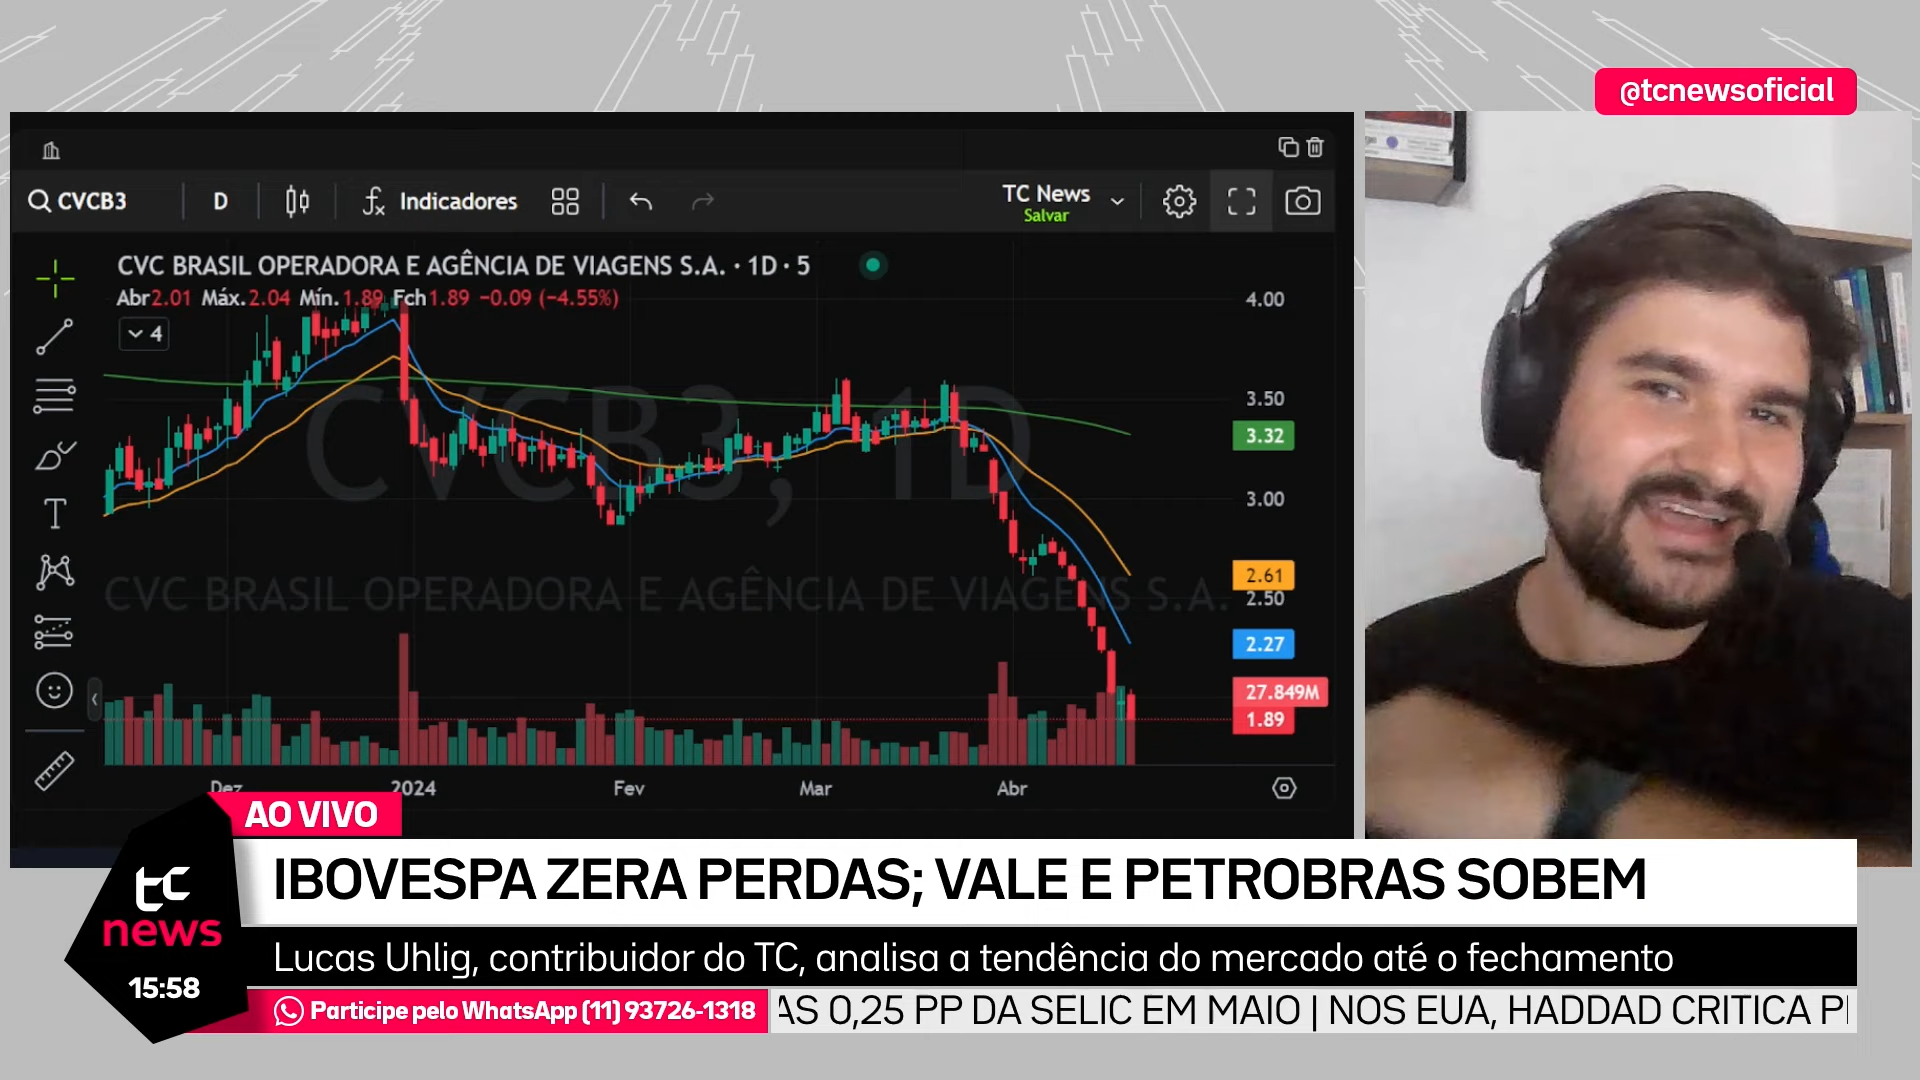 @tcnewsoficial
CVCB3
D
Indicadores
TC News
Salvar
CVC BRASIL OPERADORA E AGÊNCIA DE VIAGENS S.A. · 1D · 5
Abr2.01 Máx.2.04 Mín.1.89 Fch1.89 −0.09 (−4.55%)
4
4.00
3.50
3.32
3.00
2.61
2.50
2.27
27.849M
1.89
CVCB3, 1D
CVC BRASIL OPERADORA E AGÊNCIA DE VIAGENS S.A.
Dez
2024
Fev
Mar
Abr
AO VIVO
IBOVESPA ZERA PERDAS; VALE E PETROBRAS SOBEM
tc
news
15:58
Lucas Uhlig, contribuidor do TC, analisa a tendência do mercado até o fechamento
Participe pelo WhatsApp (11) 93726-1318
AS 0,25 PP DA SELIC EM MAIO | NOS EUA, HADDAD CRITICA